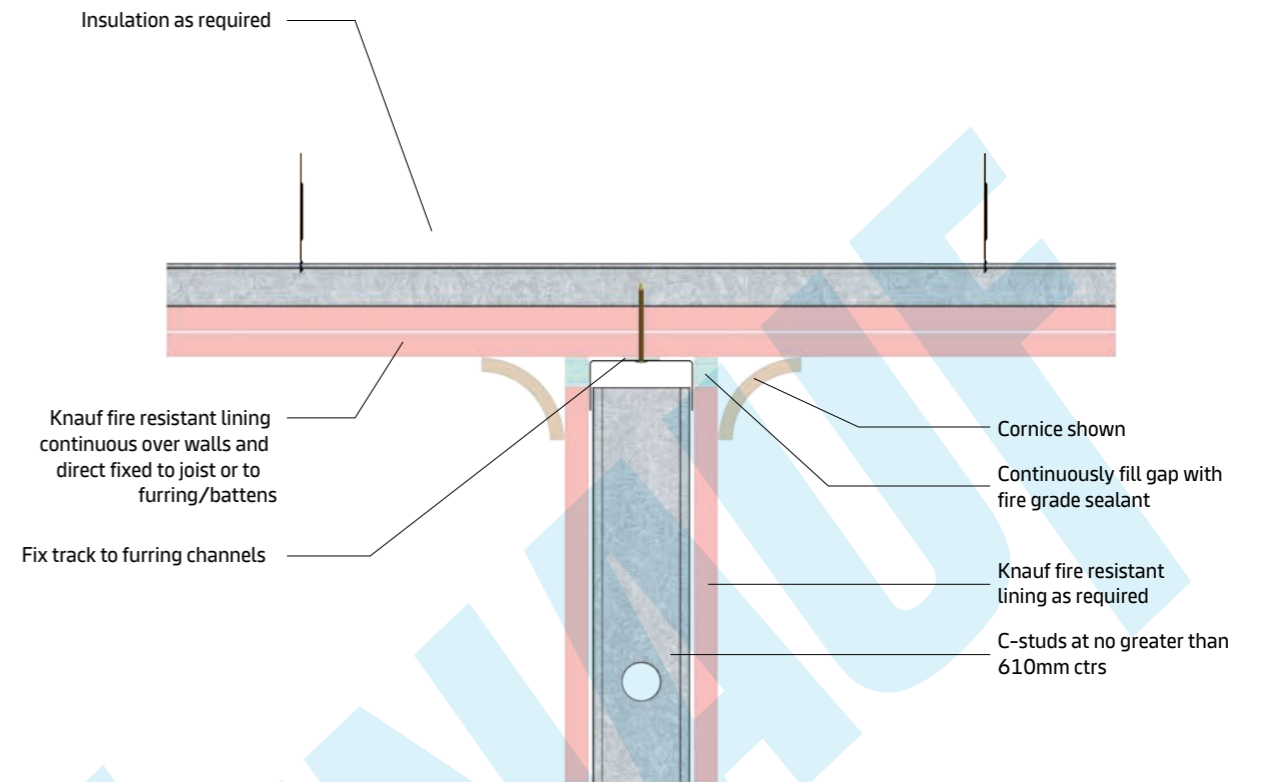 Insulation as required
Knauf fire resistant lining
continuous over walls and
direct fixed to joist or to
furring/battens
Fix track to furring channels
Cornice shown
Continuously fill gap with
fire grade sealant
Knauf fire resistant
lining as required
C-studs at no greater than
610mm ctrs
KNAUF